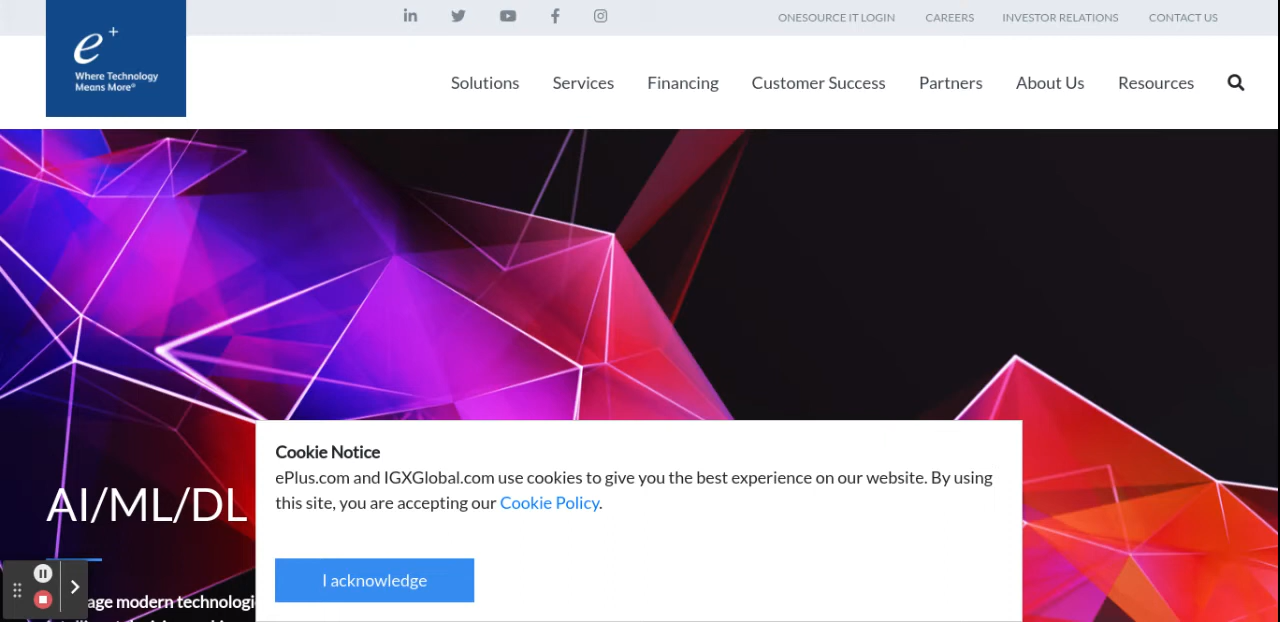 ONESOURCE IT LOGIN CAREERS INVESTOR RELATIONS CONTACT US
e+
Where Technology
Means More®
Solutions Services Financing Customer Success Partners About Us Resources
AI/ML/DL
Cookie Notice
ePlus.com and IGXGlobal.com use cookies to give you the best experience on our website. By using
this site, you are accepting our Cookie Policy.
I acknowledge
modern